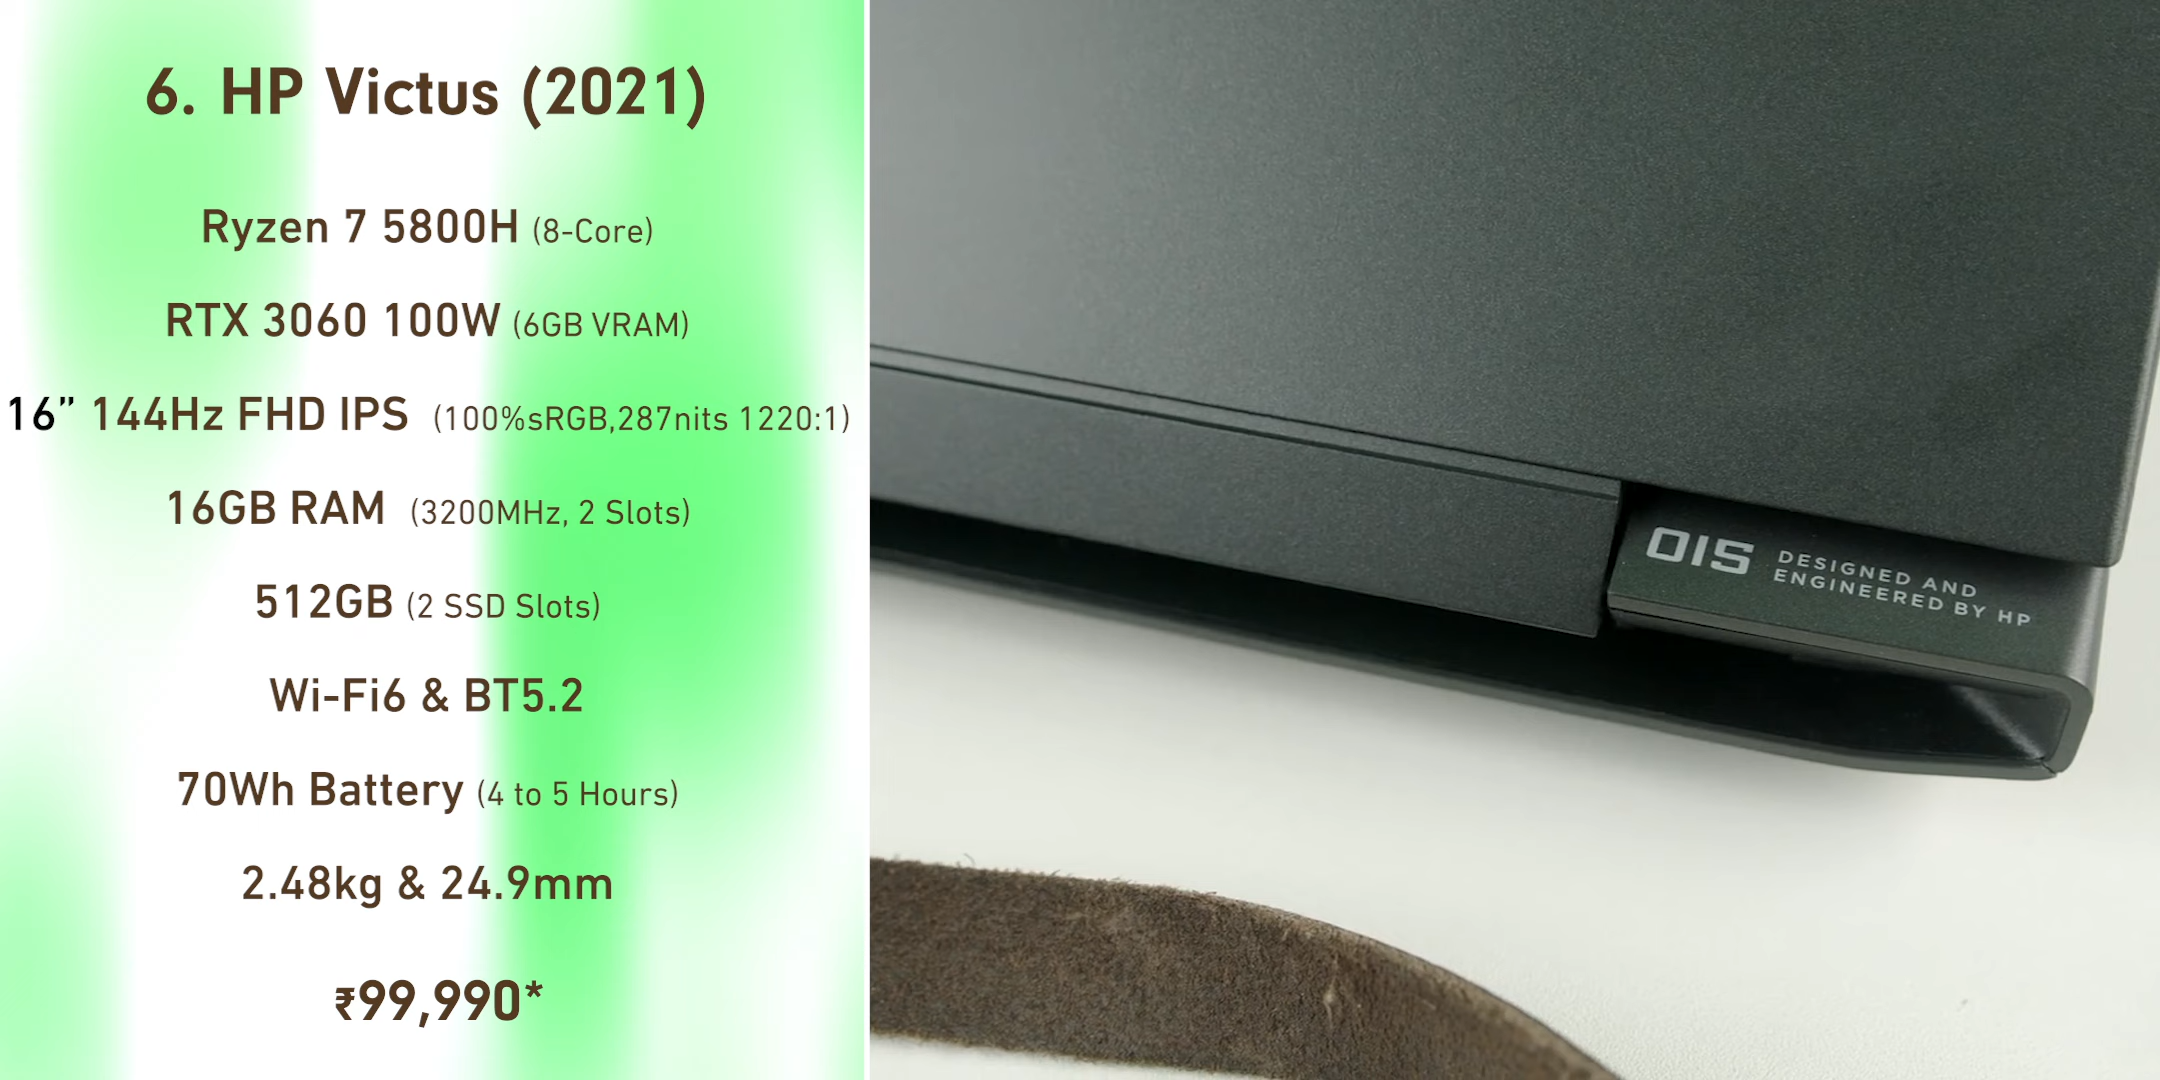 6. HP Victus (2021)
Ryzen 7 5800H (8-Core)
RTX 3060 100W (6GB VRAM)
16” 144Hz FHD IPS (100%sRGB,287nits 1220:1)
16GB RAM (3200MHz, 2 Slots)
512GB (2 SSD Slots)
Wi-Fi6 & BT5.2
70Wh Battery (4 to 5 Hours)
2.48kg & 24.9mm
₹99,990*
OIS DESIGNED AND
ENGINEERED BY HP